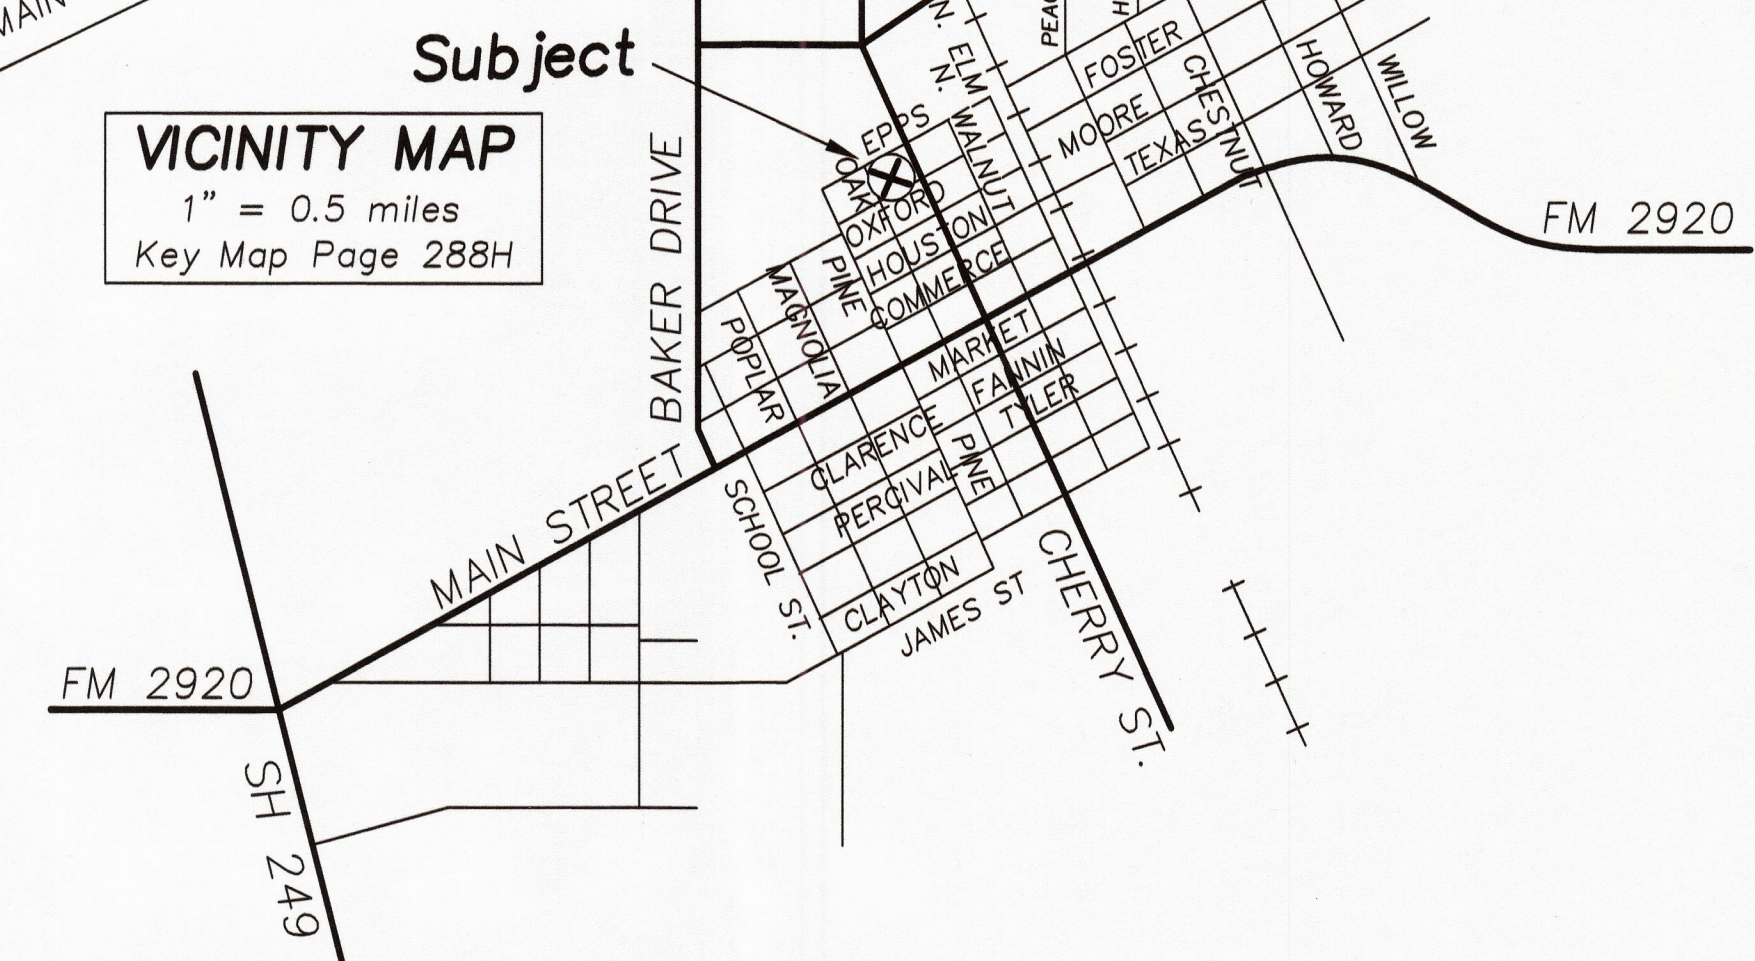 MAIN
Subject
VICINITY MAP
1" = 0.5 miles
Key Map Page 288H
BAKER DRIVE
N. ELM
N. WALNUT
EPPS
OAK
OXFORD
HOUSTON
COMMERCE
PINE
MAGNOLIA
POPLAR
FOSTER
MOORE
TEXAS
CHESTNUT
HOWARD
WILLOW
FM 2920
MARKET
FANNIN
TYLER
CLARENCE
PERCIVAL
PINE
MAIN STREET
SCHOOL ST.
CLAYTON
JAMES ST
CHERRY ST.
FM 2920
SH 249